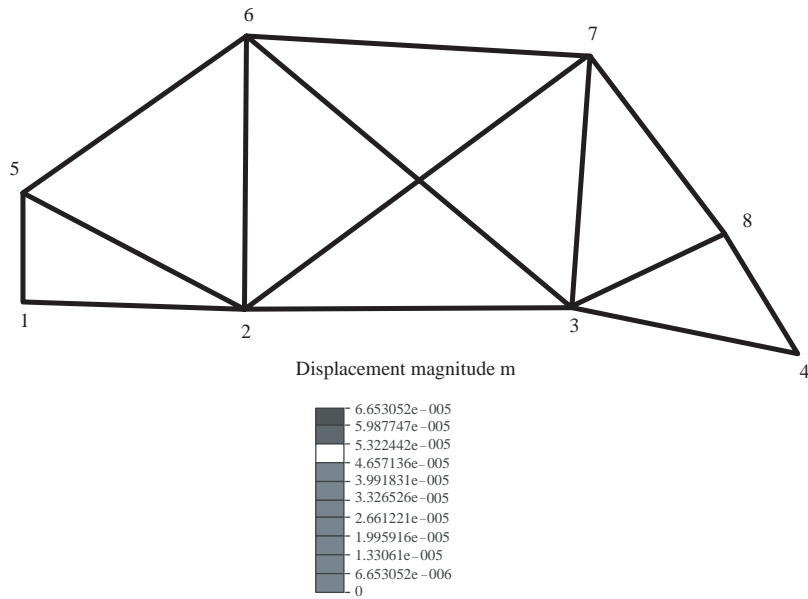 6
7
5
8
1
2
3
4
Displacement magnitude m
6.653052e−005
5.987747e−005
5.322442e−005
4.657136e−005
3.991831e−005
3.326526e−005
2.661221e−005
1.995916e−005
1.33061e−005
6.653052e−006
0